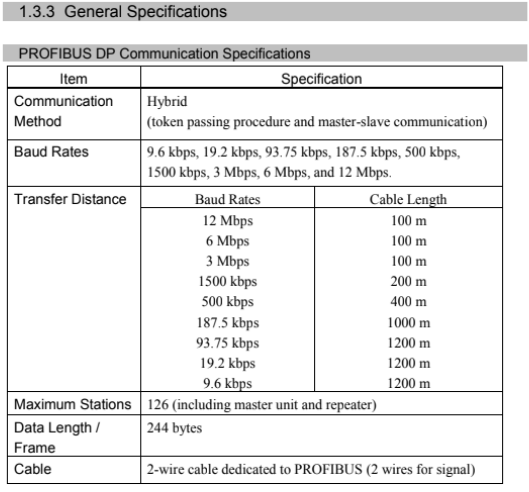 1.3.3 General Specifications
PROFIBUS DP Communication Specifications
Item Specification
Communication Method Hybrid
(token passing procedure and master-slave communication)
Baud Rates 9.6 kbps, 19.2 kbps, 93.75 kbps, 187.5 kbps, 500 kbps,
1500 kbps, 3 Mbps, 6 Mbps, and 12 Mbps.
Transfer Distance Baud Rates Cable Length
12 Mbps 100 m
6 Mbps 100 m
3 Mbps 100 m
1500 kbps 200 m
500 kbps 400 m
187.5 kbps 1000 m
93.75 kbps 1200 m
19.2 kbps 1200 m
9.6 kbps 1200 m
Maximum Stations 126 (including master unit and repeater)
Data Length / Frame 244 bytes
Cable 2-wire cable dedicated to PROFIBUS (2 wires for signal)